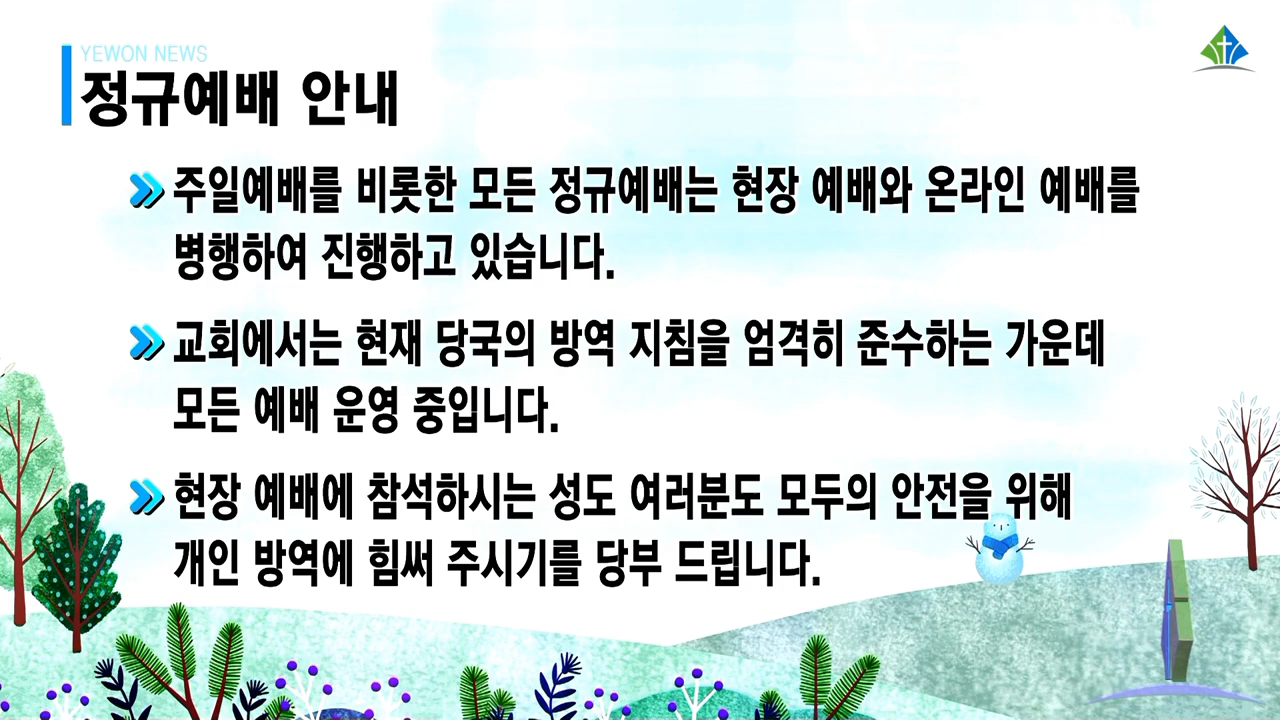 YEWON NEWS
정규예배 안내
주일예배를 비롯한 모든 정규예배는 현장 예배와 온라인 예배를
병행하여 진행하고 있습니다.
교회에서는 현재 당국의 방역 지침을 엄격히 준수하는 가운데
모든 예배 운영 중입니다.
현장 예배에 참석하시는 성도 여러분도 모두의 안전을 위해
개인 방역에 힘써 주시기를 당부 드립니다.